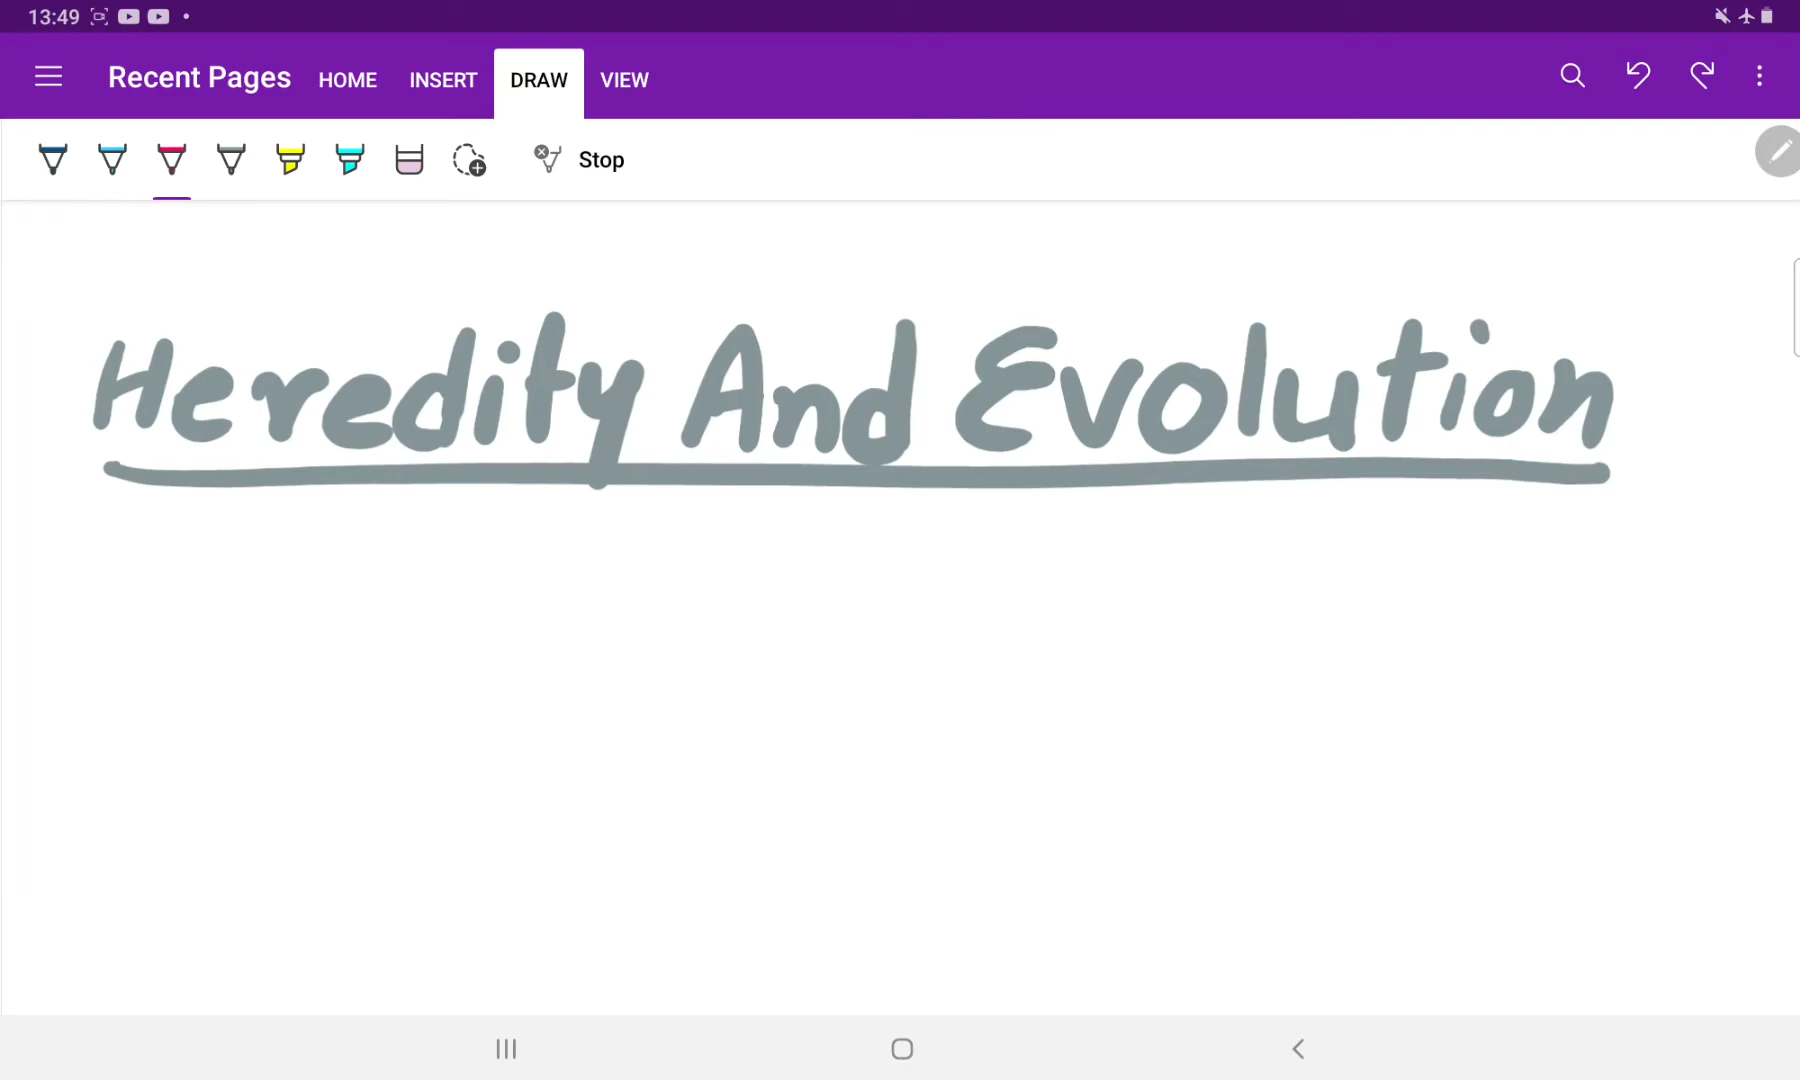 13:49
Recent Pages HOME INSERT DRAW VIEW
Stop
Heredity And Evolution